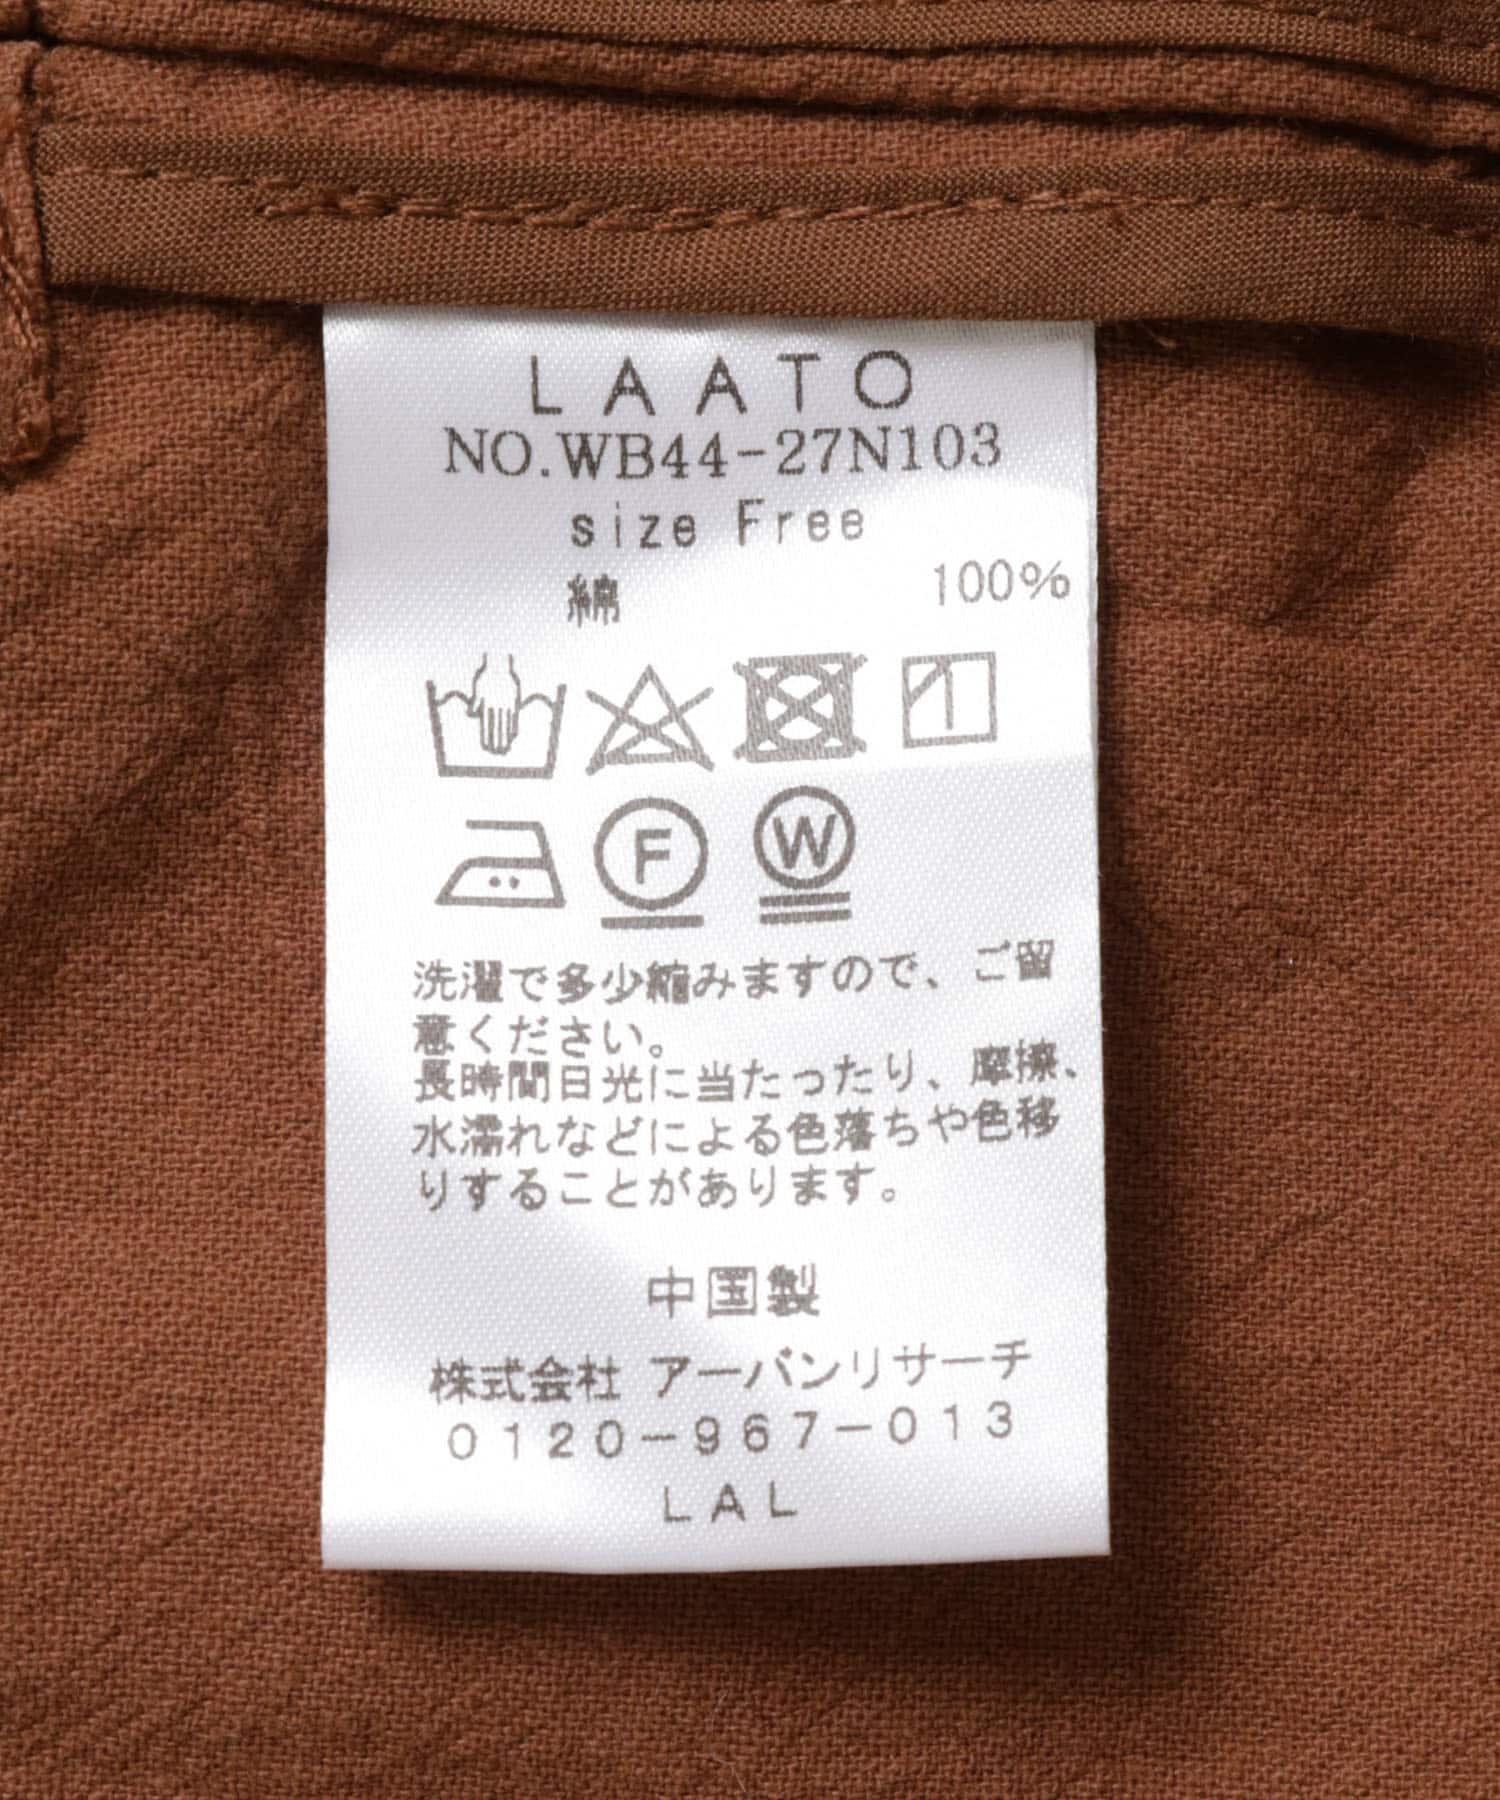 LAATO
NO.WB44-27N103
size Free
綿 100%
F W
洗濯で多少縮みますので、ご留
意ください。
長時間日光に当たったり、摩擦、
水濡れなどによる色落ちや色移
りすることがあります。
中国製
株式会社 アーバンリサーチ
0120-967-013
LAL